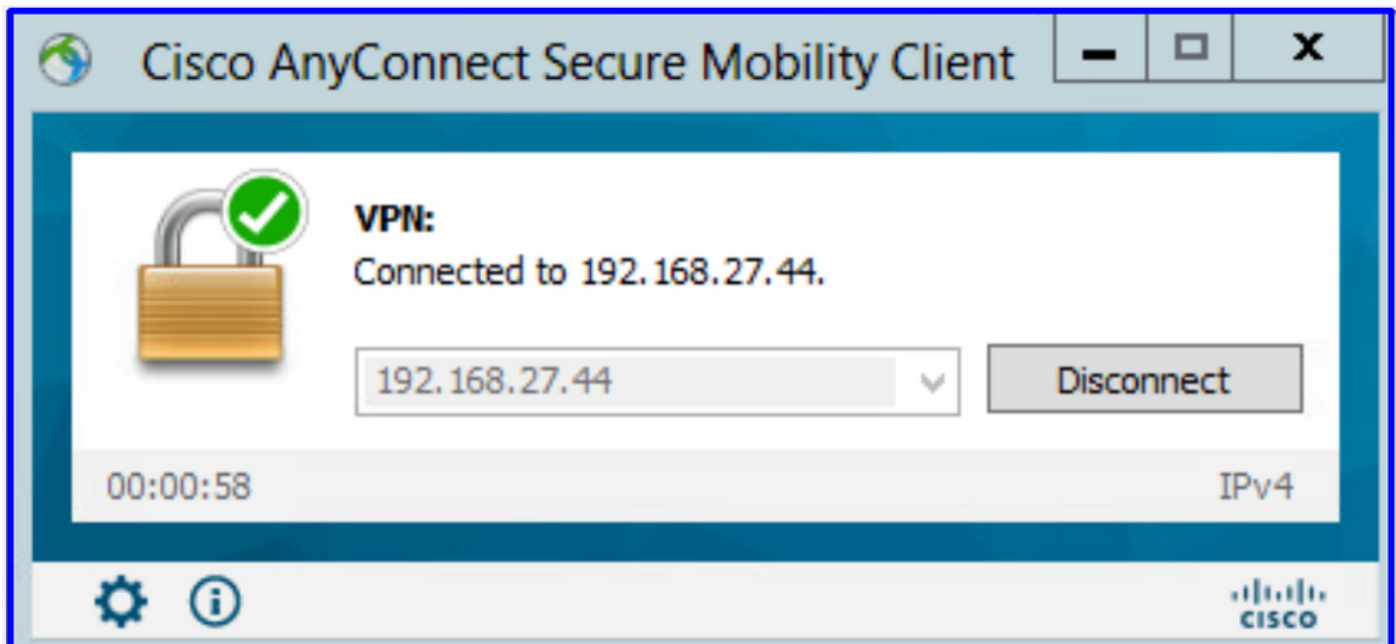 Cisco AnyConnect Secure Mobility Client
VPN:
Connected to 192.168.27.44.
192.168.27.44
Disconnect
00:00:58
IPv4
CISCO